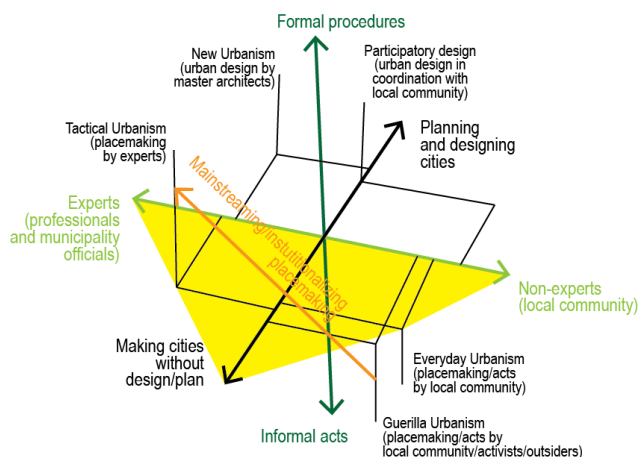 Formal procedures
New Urbanism
(urban design by
master architects)
Participatory design
(urban design in
coordination with
local community)
Tactical Urbanism
(placemaking
by experts)
Planning
and designing
cities
Mainstreaming/instutitionalizing
placemaking
Experts
(professionals
and municipality
officials)
Non-experts
(local community)
Making cities
without
design/plan
Everyday Urbanism
(placemaking/acts
by local community)
Informal acts
Guerilla Urbanism
(placemaking/acts by
local community/activists/outsiders)